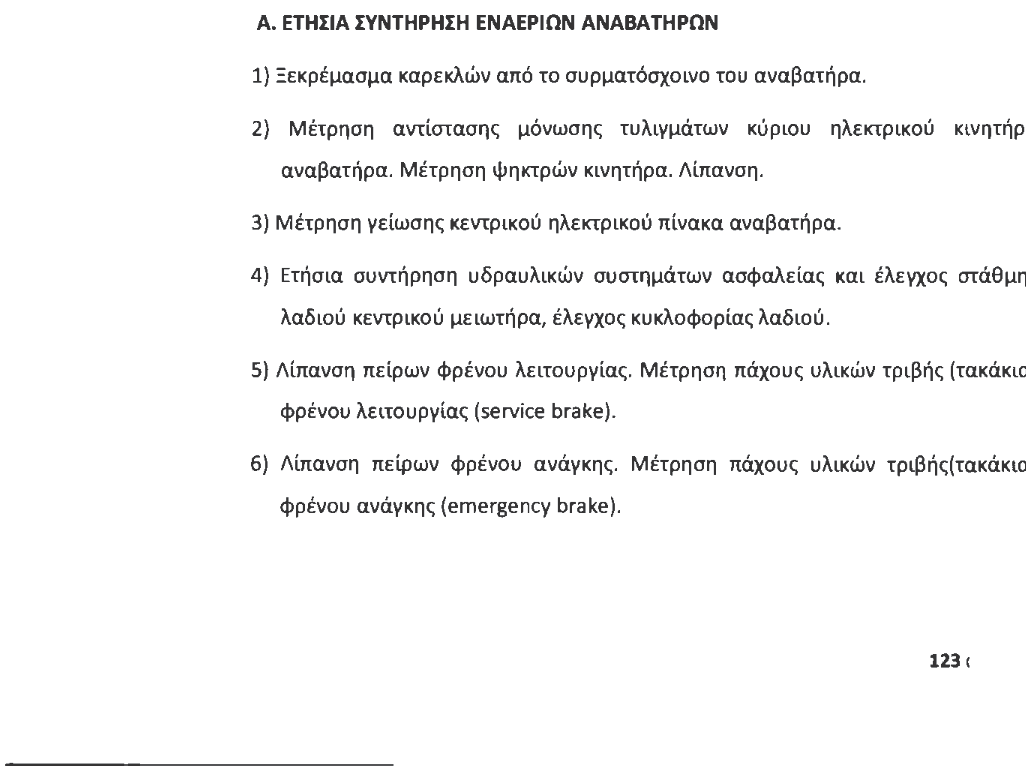 Α. ΕΤΗΣΙΑ ΣΥΝΤΗΡΗΣΗ ΕΝΑΕΡΙΩΝ ΑΝΑΒΑΤΗΡΩΝ
1) Ξεκρέμασμα καρεκλών από το συρματόσχοινο του αναβατήρα.
2) Μέτρηση αντίστασης μόνωσης τυλιγμάτων κύριου ηλεκτρικού κινητήρ
αναβατήρα. Μέτρηση ψηκτρών κινητήρα. Λίπανση.
3) Μέτρηση γείωσης κεντρικού ηλεκτρικού πίνακα αναβατήρα.
4) Ετήσια συντήρηση υδραυλικών συστημάτων ασφαλείας και έλεγχος στάθμη
λαδιού κεντρικού μειωτήρα, έλεγχος κυκλοφορίας λαδιού.
5) Λίπανση πείρων φρένου λειτουργίας. Μέτρηση πάχους υλικών τριβής (τακάκια
φρένου λειτουργίας (service brake).
6) Λίπανση πείρων φρένου ανάγκης. Μέτρηση πάχους υλικών τριβής(τακάκια
φρένου ανάγκης (emergency brake).
123